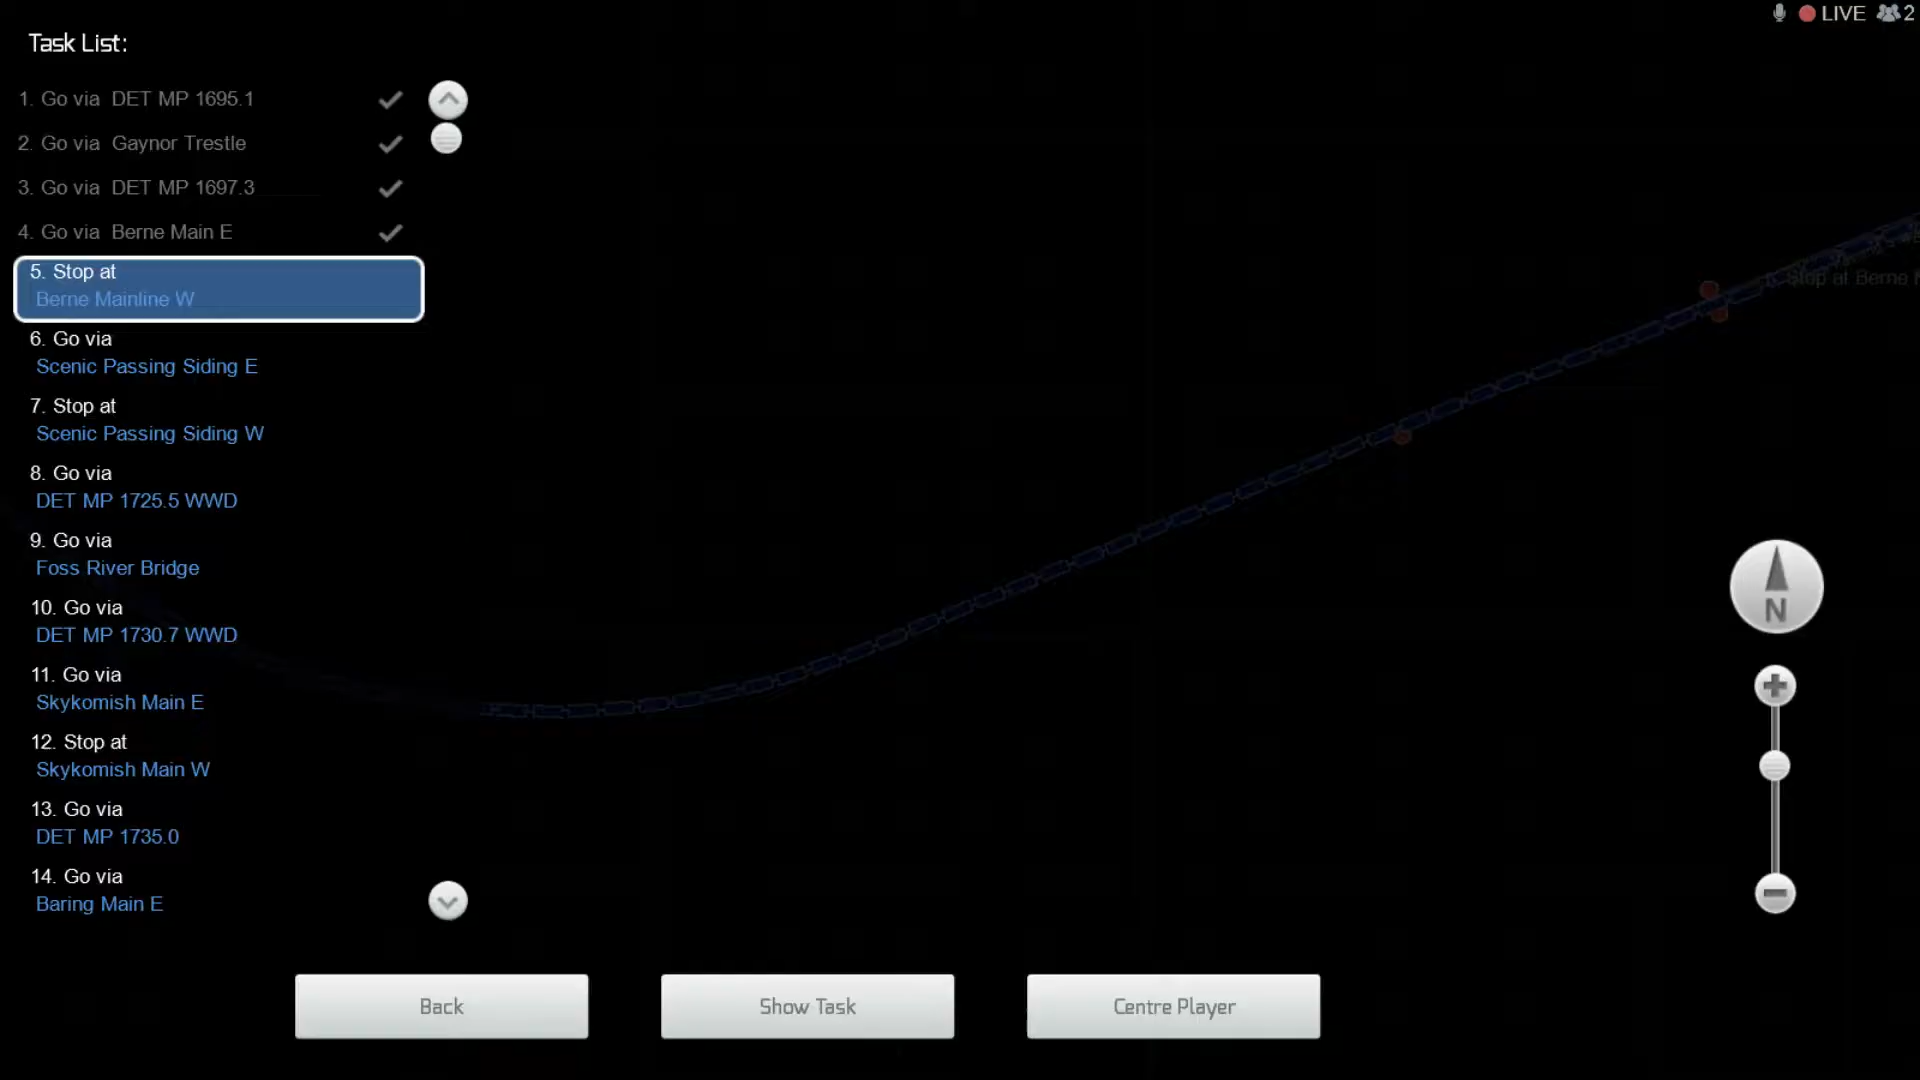 LIVE 2
Task List:
1. Go via DET MP 1695.1
2. Go via Gaynor Trestle
3. Go via DET MP 1697.3
4. Go via Berne Main E
5. Stop at
Berne Mainline W
Stop at Berne
6. Go via
Scenic Passing Siding E
7. Stop at
Scenic Passing Siding W
8. Go via
DET MP 1725.5 WWD
9. Go via
Foss River Bridge
10. Go via
DET MP 1730.7 WWD
11. Go via
Skykomish Main E
12. Stop at
Skykomish Main W
13. Go via
DET MP 1735.0
14. Go via
Baring Main E
N
Back
Show Task
Centre Player